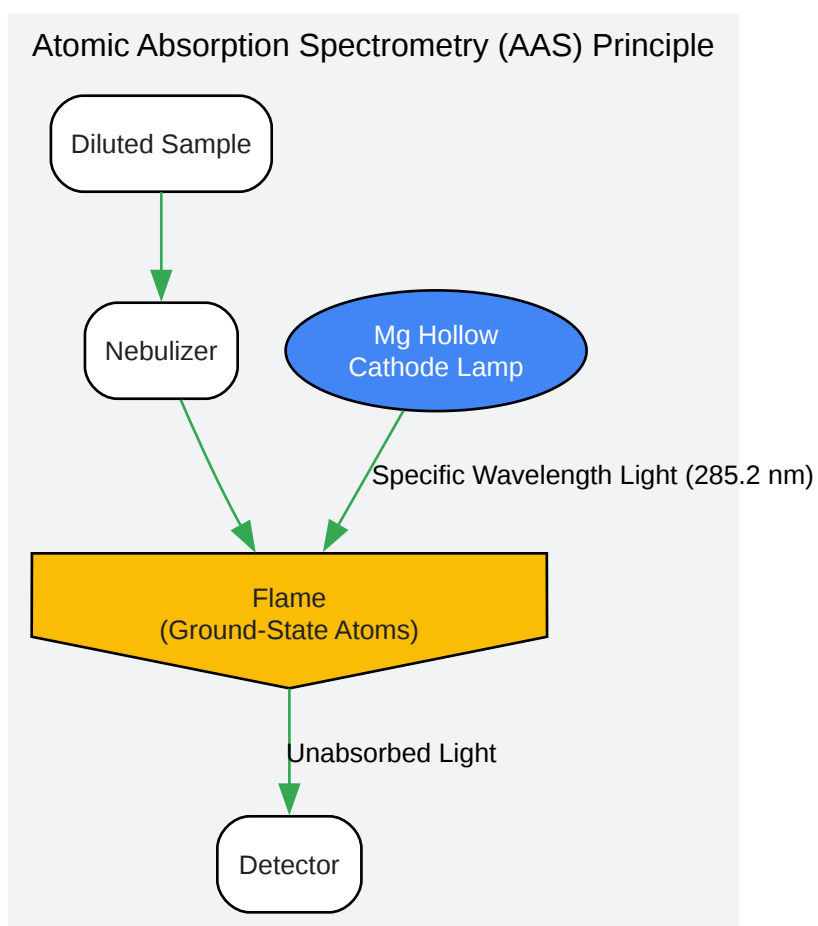 Atomic Absorption Spectrometry (AAS) Principle
Diluted Sample
Nebulizer
Mg Hollow
Cathode Lamp
Specific Wavelength Light (285.2 nm)
Flame
(Ground-State Atoms)
Unabsorbed Light
Detector